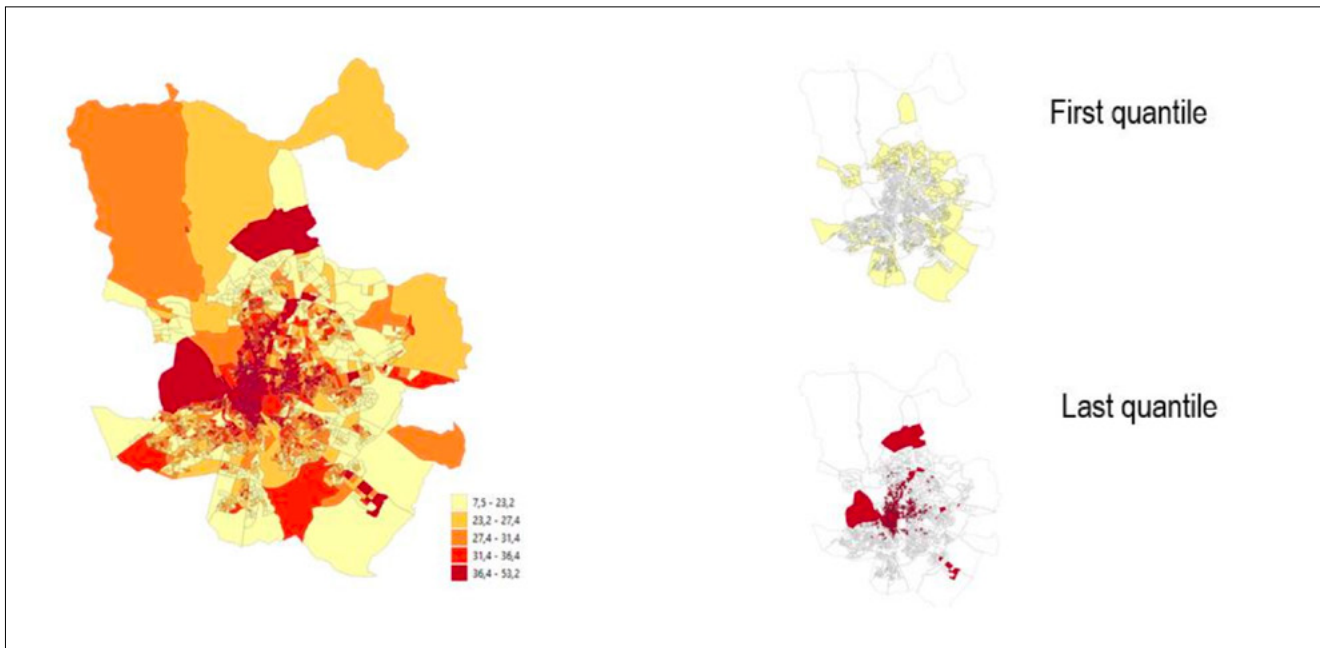 First quantile
Last quantile
7,5 - 23,2
23,2 - 27,4
27,4 - 31,4
31,4 - 36,4
36,4 - 53,2